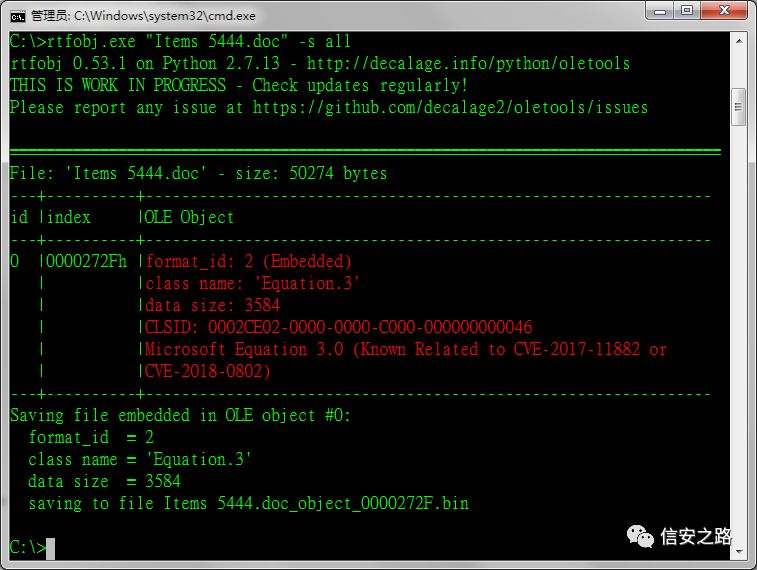 管理员: C:\Windows\system32\cmd.exe
C:\>rtfobj.exe "Items 5444.doc" -s all
rtfobj 0.53.1 on Python 2.7.13 - http://decalage.info/python/oletools
THIS IS WORK IN PROGRESS - Check updates regularly!
Please report any issue at https://github.com/decalage2/oletools/issues
===============================================================================
File: 'Items 5444.doc' - size: 50274 bytes
---+----------+---------------------------------------------------------------
id |index     |OLE Object
---+----------+---------------------------------------------------------------
0  |0000272Fh |format_id: 2 (Embedded)
   |          |class name: 'Equation.3'
   |          |data size: 3584
   |          |CLSID: 0002CE02-0000-0000-C000-000000000046
   |          |Microsoft Equation 3.0 (Known Related to CVE-2017-11882 or
   |          |CVE-2018-0802)
---+----------+---------------------------------------------------------------
Saving file embedded in OLE object #0:
  format_id  = 2
  class name = 'Equation.3'
  data size  = 3584
  saving to file Items 5444.doc_object_0000272F.bin
C:\>
信安之路